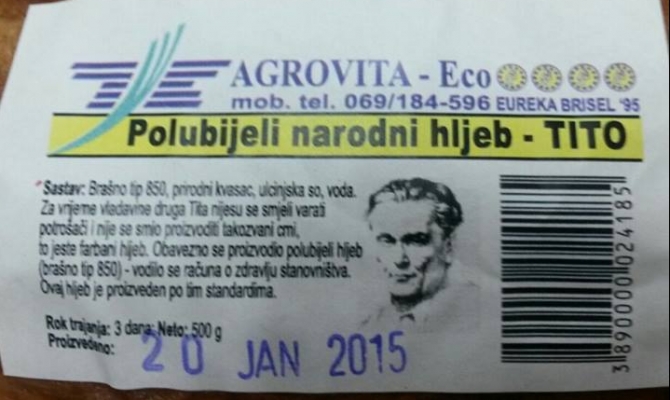 AGROVITA - Eco
mob. tel. 069/184-596 EUREKA BRISEL '95
Polubijeli narodni hljeb - TITO
*Sastav: Brašno tip 850, prirodni kvasac, ulcinjska so, voda.
Za vrijeme vladavine druga Tita nijesu se smjeli varati
potrošači i nije se smio proizvoditi takozvani crni,
to jeste farbani hljeb. Obavezno se proizvodio polubijeli hljeb
(brašno tip 850) - vodilo se računa o zdravlju stanovništva.
Ovaj hljeb je proizveden po tim standardima.
Rok trajanja: 3 dana; Neto: 500 g
Proizvedeno:
20 JAN 2015
3890000024185